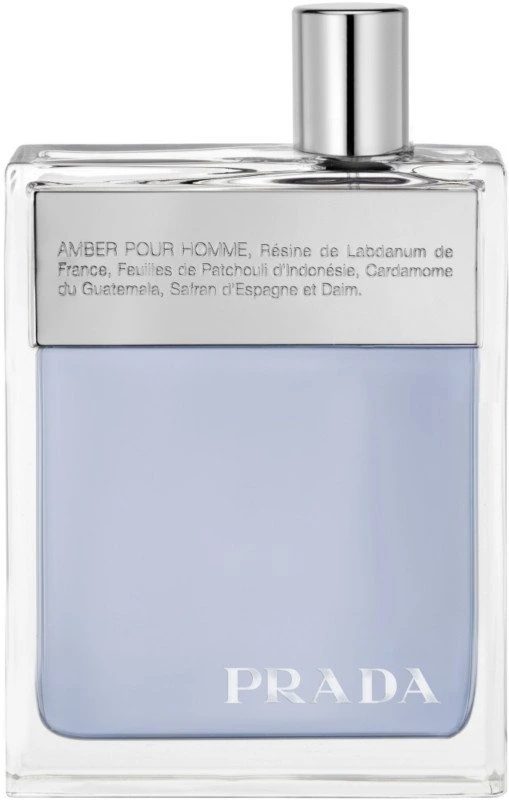 AMBER POUR HOMME, Résine de Labdanum de
France, Feuilles de Patchouli d'Indonésie, Cardamome
du Guatemala, Safran d'Espagne et Daim.
PRADA